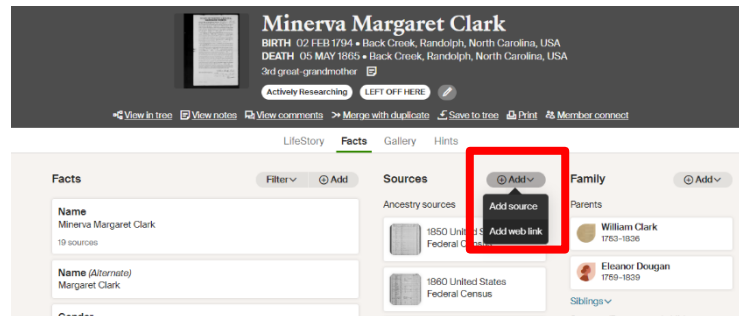 Minerva Margaret Clark
BIRTH 02 FEB 1794 • Back Creek, Randolph, North Carolina, USA
DEATH 05 MAY 1865 • Back Creek, Randolph, North Carolina, USA
3rd great-grandmother
Actively Researching LEFT OFF HERE
View in tree View notes View comments Merge with duplicate Save to tree Print Member connect
LifeStory Facts Gallery Hints
Facts Filter Add
Name
Minerva Margaret Clark
19 sources
Name (Alternate)
Margaret Clark
Gender
Sources Add
Add source
Add web link
Ancestry sources
1850 United
Federal Census
1860 United States
Federal Census
Family Add
Parents
William Clark
1763-1836
Eleanor Dougan
1769-1839
Siblings